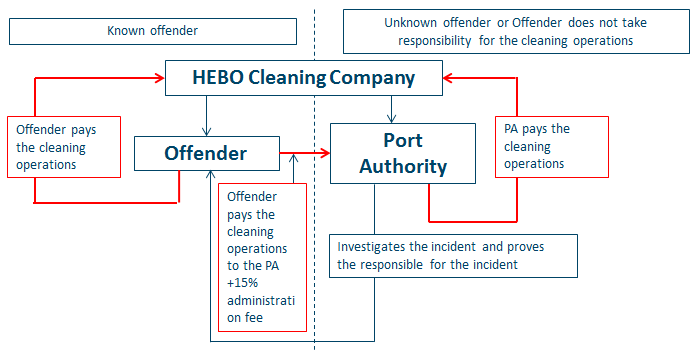 Known offender
Unknown offender or Offender does not take
responsibility for the cleaning operations
HEBO Cleaning Company
Offender pays
the cleaning
operations
Offender
Port
Authority
PA pays the
cleaning
operations
Offender
pays the
cleaning
operations
to the PA
+15%
administrati
on fee
Investigates the incident and proves
the responsible for the incident